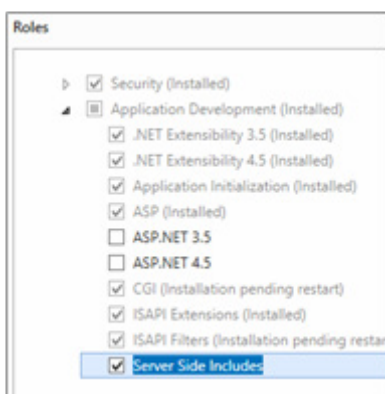 Roles
Security (Installed)
Application Development (Installed)
.NET Extensibility 3.5 (Installed)
.NET Extensibility 4.5 (Installed)
Application Initialization (Installed)
ASP (Installed)
ASP.NET 3.5
ASP.NET 4.5
CGI (Installation pending restart)
ISAPI Extensions (Installed)
ISAPI Filters (Installation pending restar
Server Side Includes